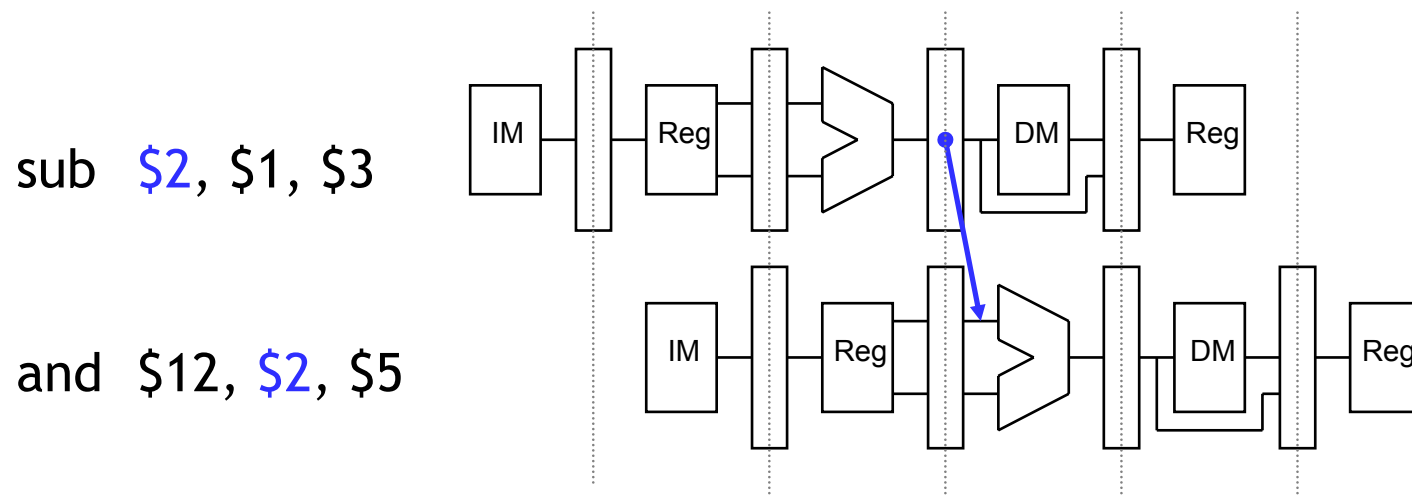 IM Reg DM Reg
sub $2, $1, $3
IM Reg DM Reg
and $12, $2, $5